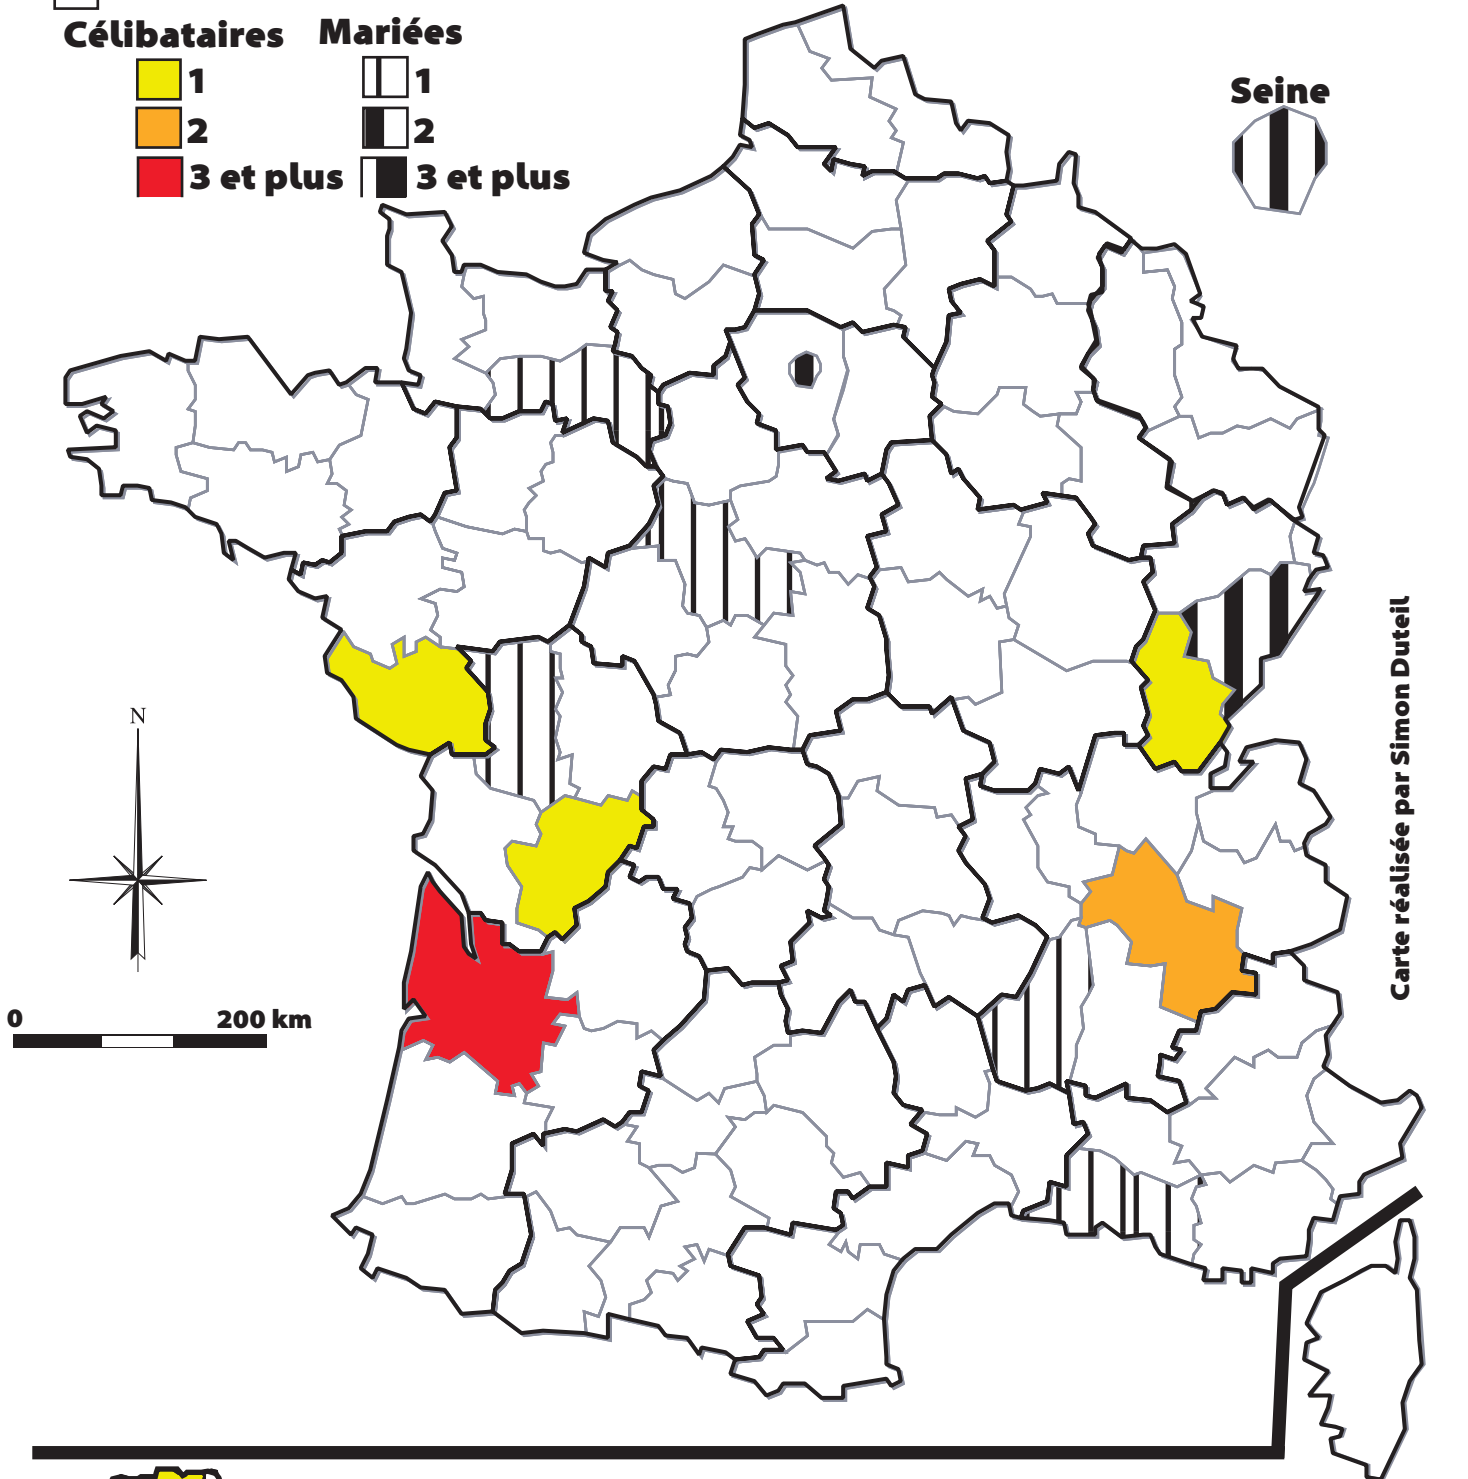 Célibataires Mariées
1 1
2 2
3 et plus 3 et plus
Seine
N
0 200 km
Carte réalisée par Simon Duteil